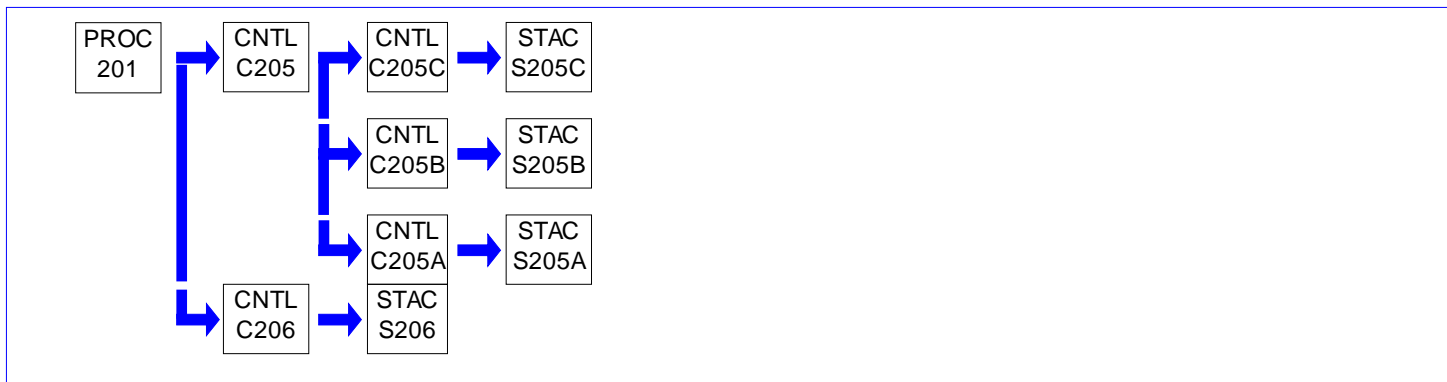 PROC
201
CNTL
C205
CNTL
C205C
STAC
S205C
CNTL
C205B
STAC
S205B
CNTL
C205A
STAC
S205A
CNTL
C206
STAC
S206